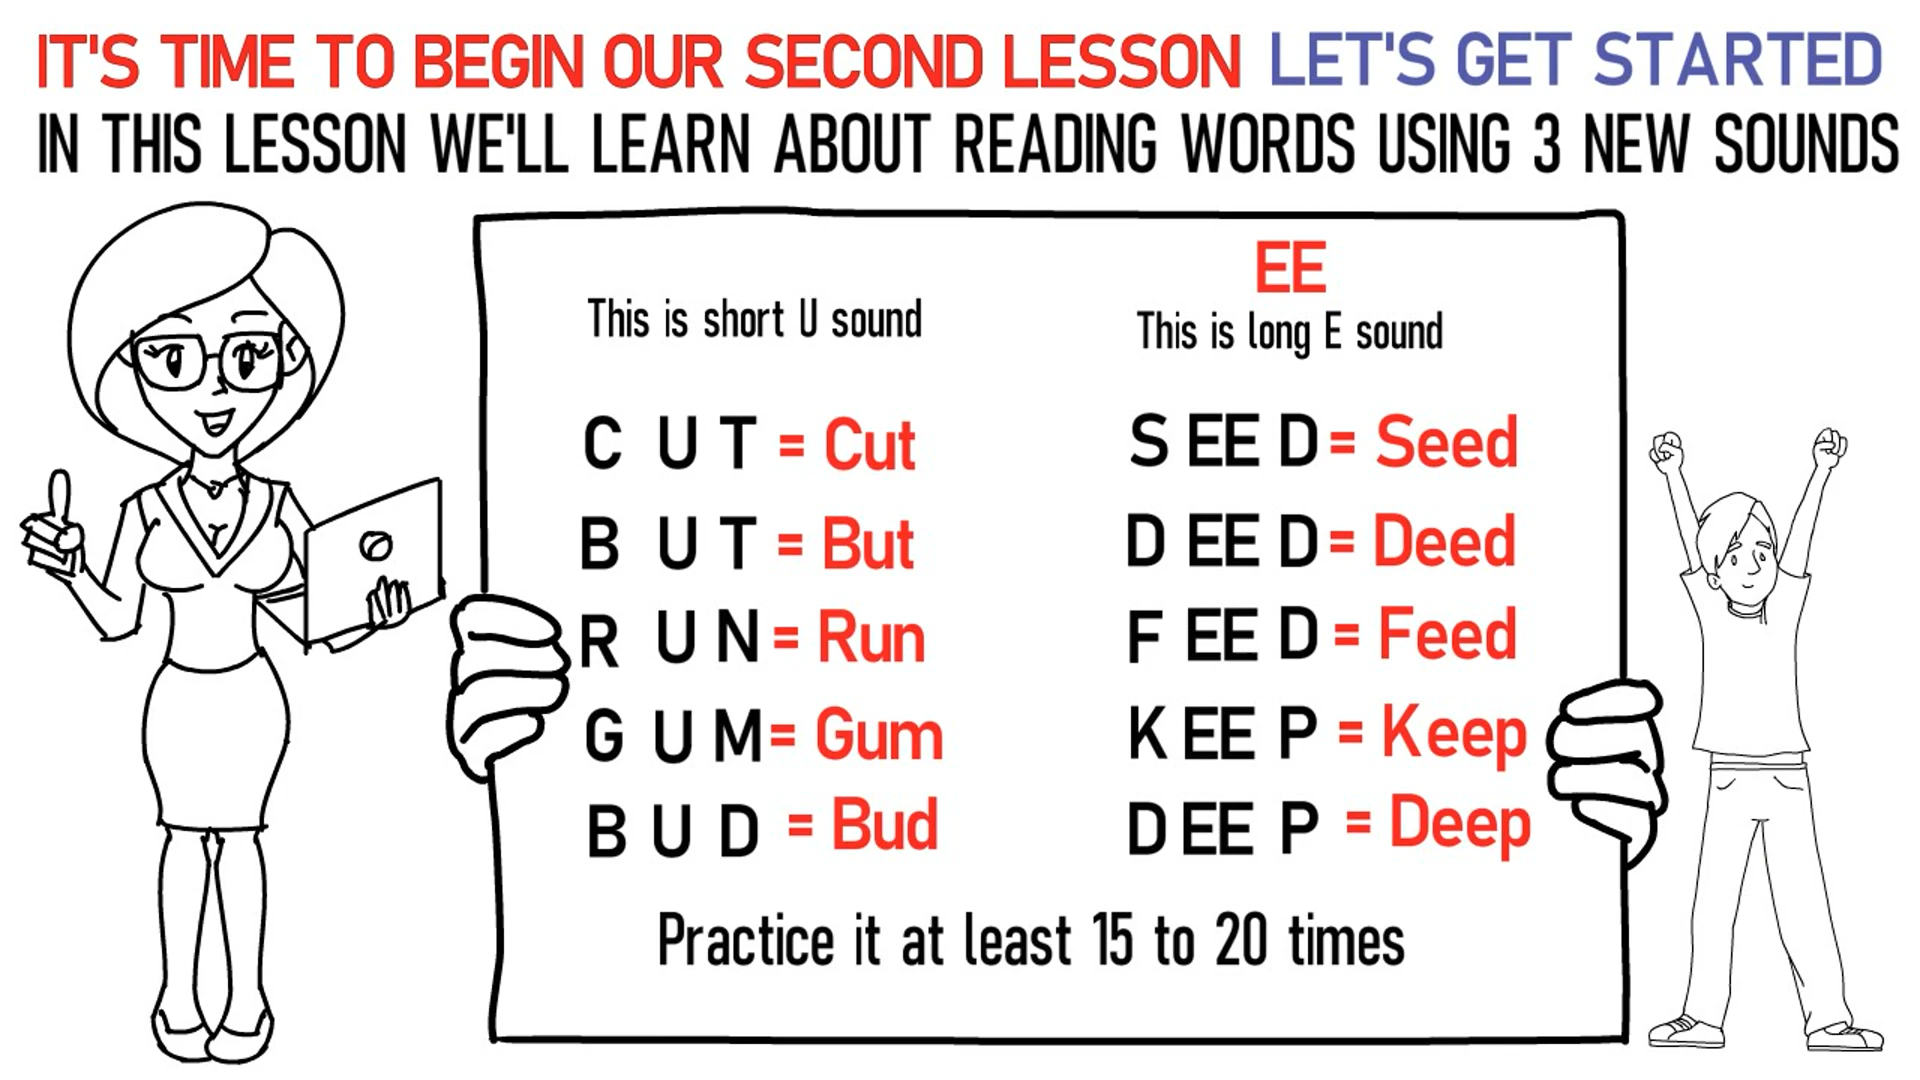 IT'S TIME TO BEGIN OUR SECOND LESSON LET'S GET STARTED
IN THIS LESSON WE'LL LEARN ABOUT READING WORDS USING 3 NEW SOUNDS
This is short U sound
C U T = Cut
B U T = But
R U N = Run
G U M = Gum
B U D = Bud
EE
This is long E sound
S EE D = Seed
D EE D = Deed
F EE D = Feed
K EE P = Keep
D EE P = Deep
Practice it at least 15 to 20 times